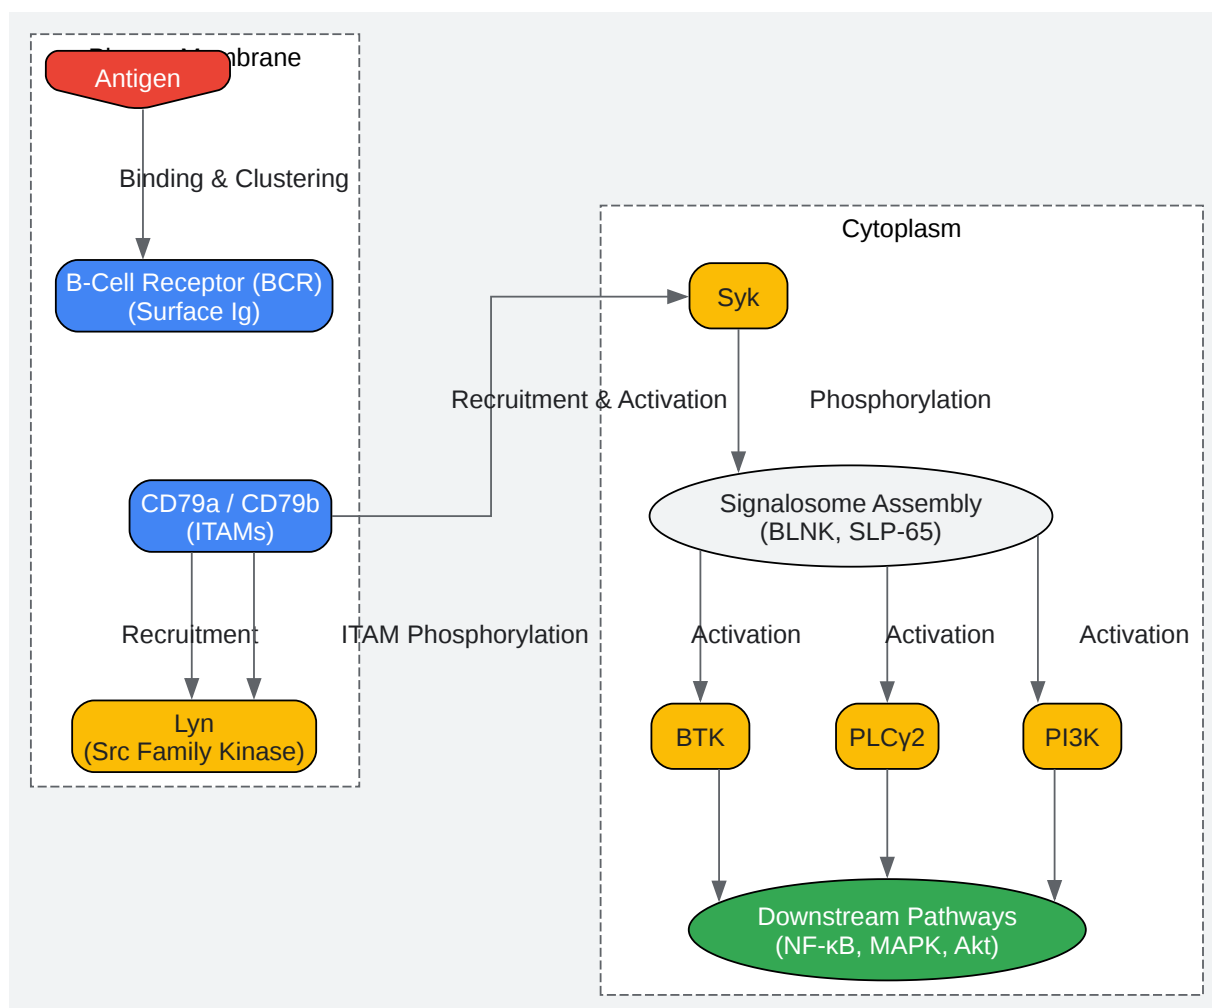 mbrane
Antigen
Binding & Clustering
B-Cell Receptor (BCR)
(Surface Ig)
CD79a / CD79b
(ITAMs)
Recruitment
ITAM Phosphorylation
Lyn
(Src Family Kinase)
Cytoplasm
Syk
Recruitment & Activation
Phosphorylation
Signalosome Assembly
(BLNK, SLP-65)
Activation
Activation
Activation
BTK
PLCγ2
PI3K
Downstream Pathways
(NF-κB, MAPK, Akt)